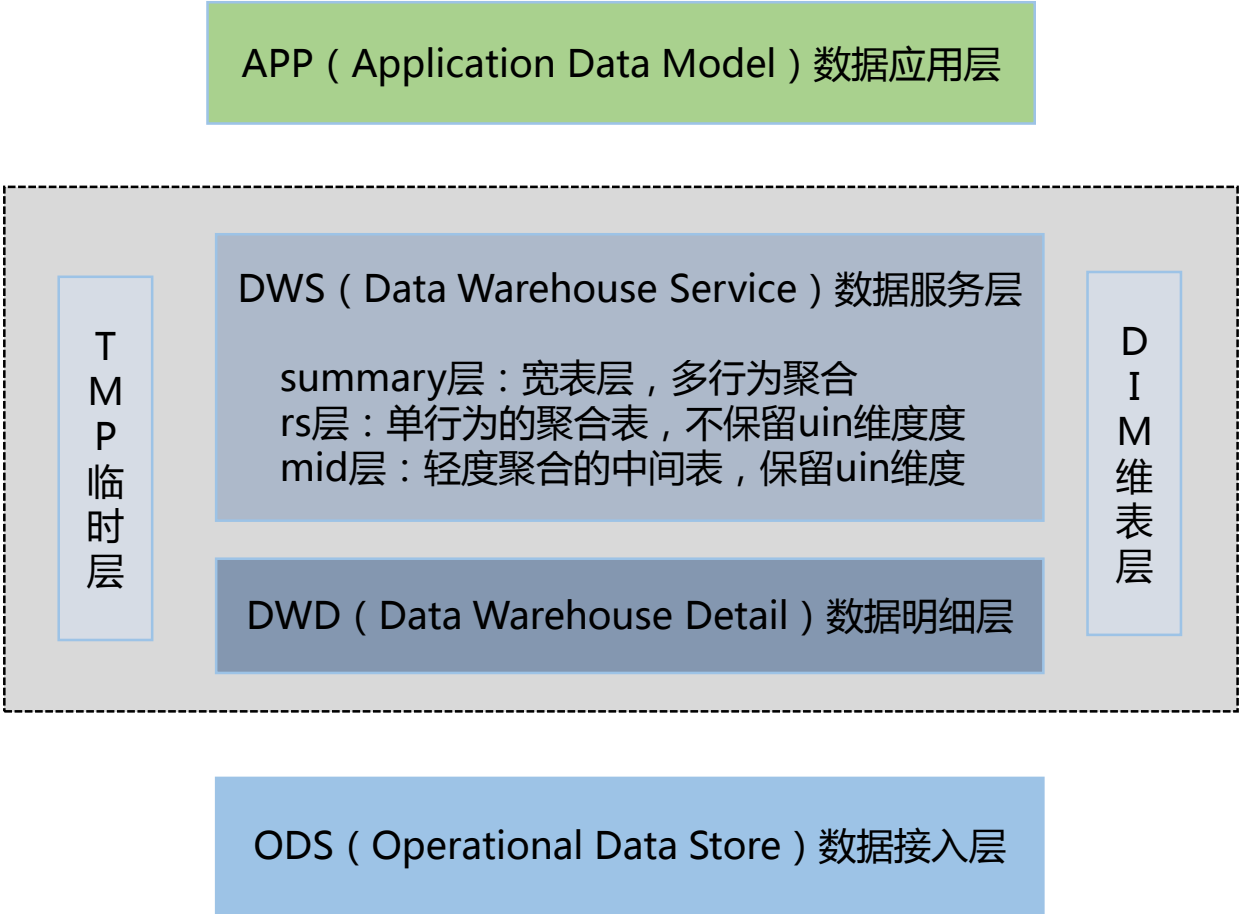 APP（Application Data Model）数据应用层
DWS（Data Warehouse Service）数据服务层
summary层：宽表层，多行为聚合
rs层：单行为的聚合表，不保留uin维度度
mid层：轻度聚合的中间表，保留uin维度
TMP临时层
DIM维表层
DWD（Data Warehouse Detail）数据明细层
ODS（Operational Data Store）数据接入层